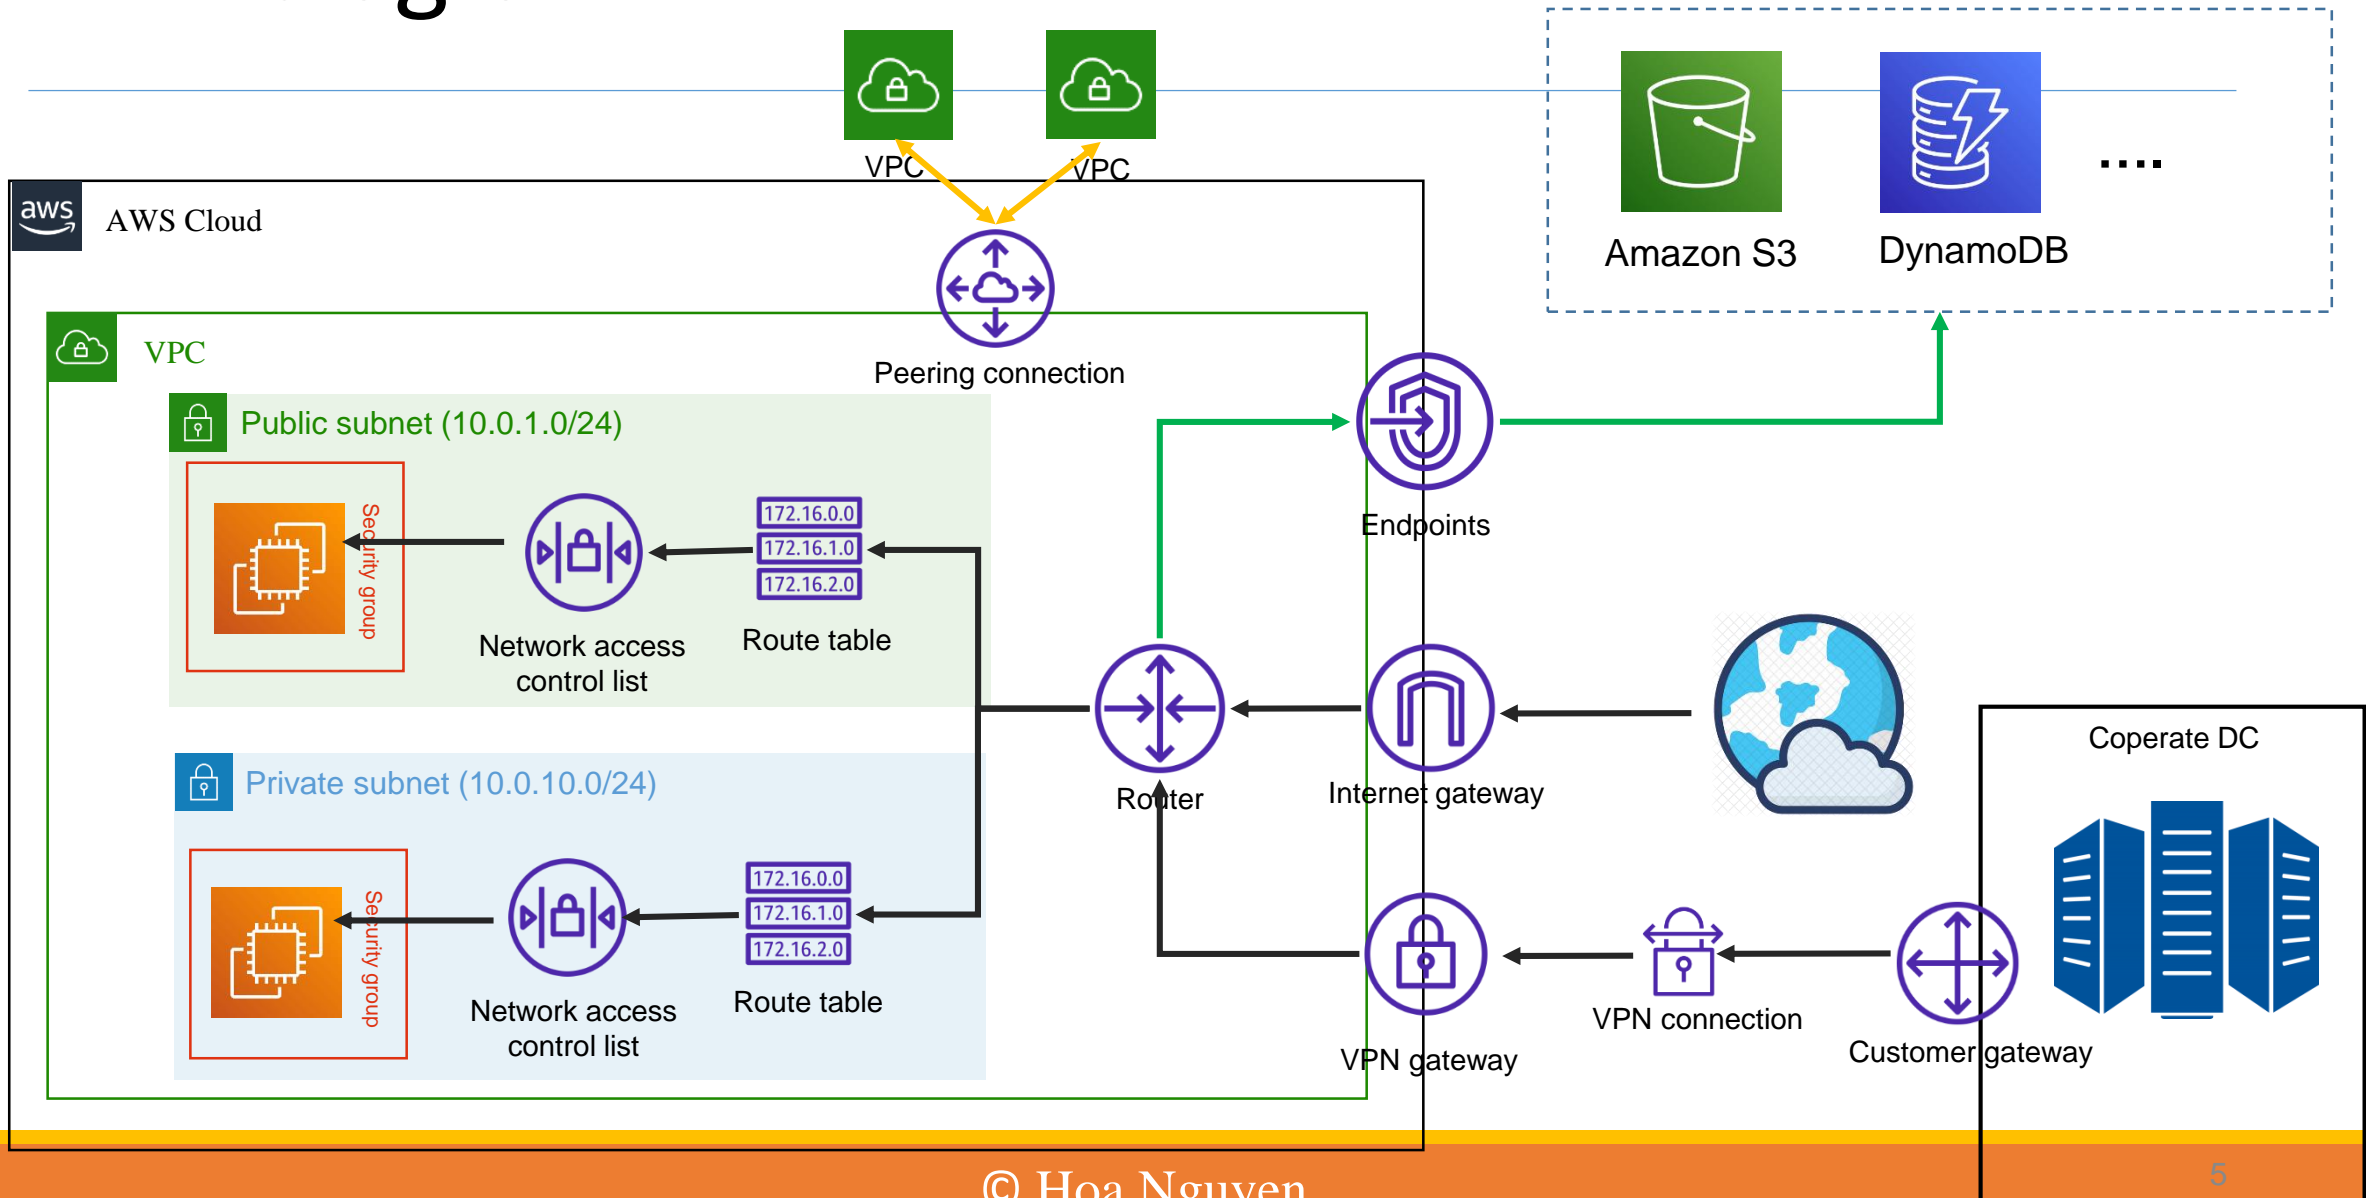 VPC
VPC
....
Amazon S3
DynamoDB
aws
AWS Cloud
VPC
Peering connection
Public subnet (10.0.1.0/24)
Security group
172.16.0.0
172.16.1.0
172.16.2.0
Network access
control list
Route table
Endpoints
Router
Internet gateway
Coperate DC
Private subnet (10.0.10.0/24)
Security group
172.16.0.0
172.16.1.0
172.16.2.0
Network access
control list
Route table
VPN gateway
VPN connection
Customer gateway
© Hoa Nguyen
5